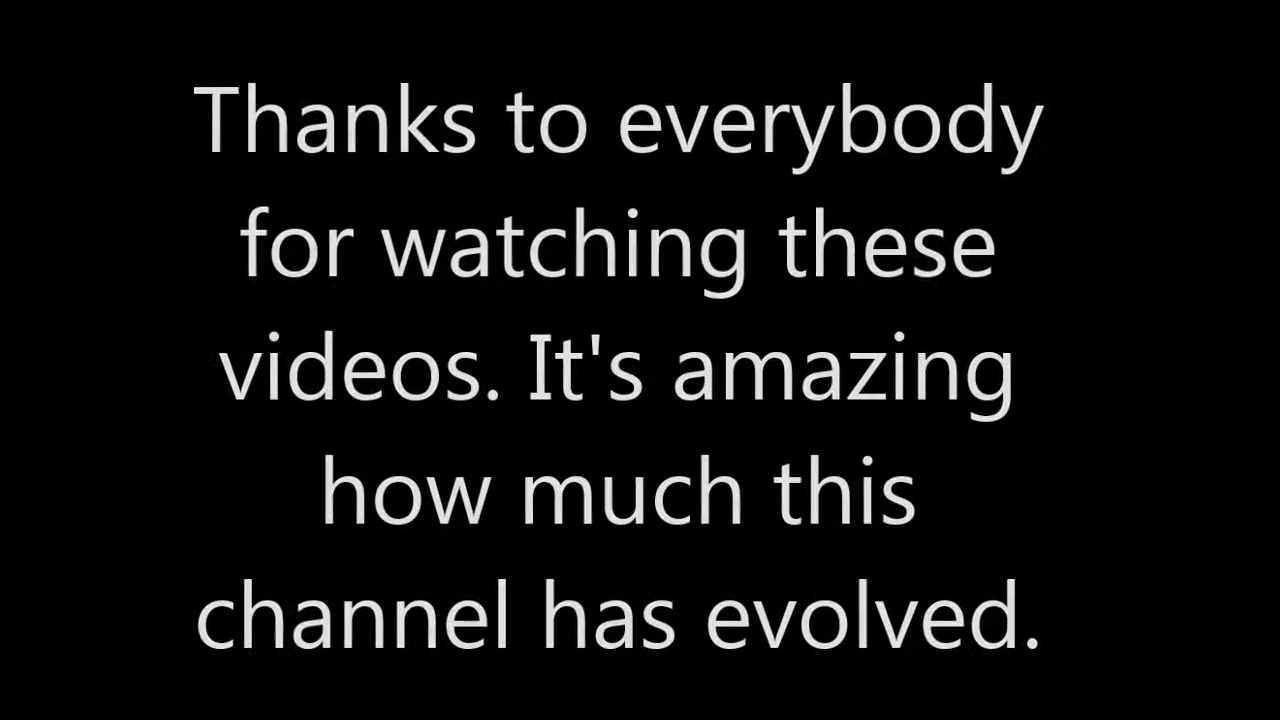 Thanks to everybody
for watching these
videos. It's amazing
how much this
channel has evolved.